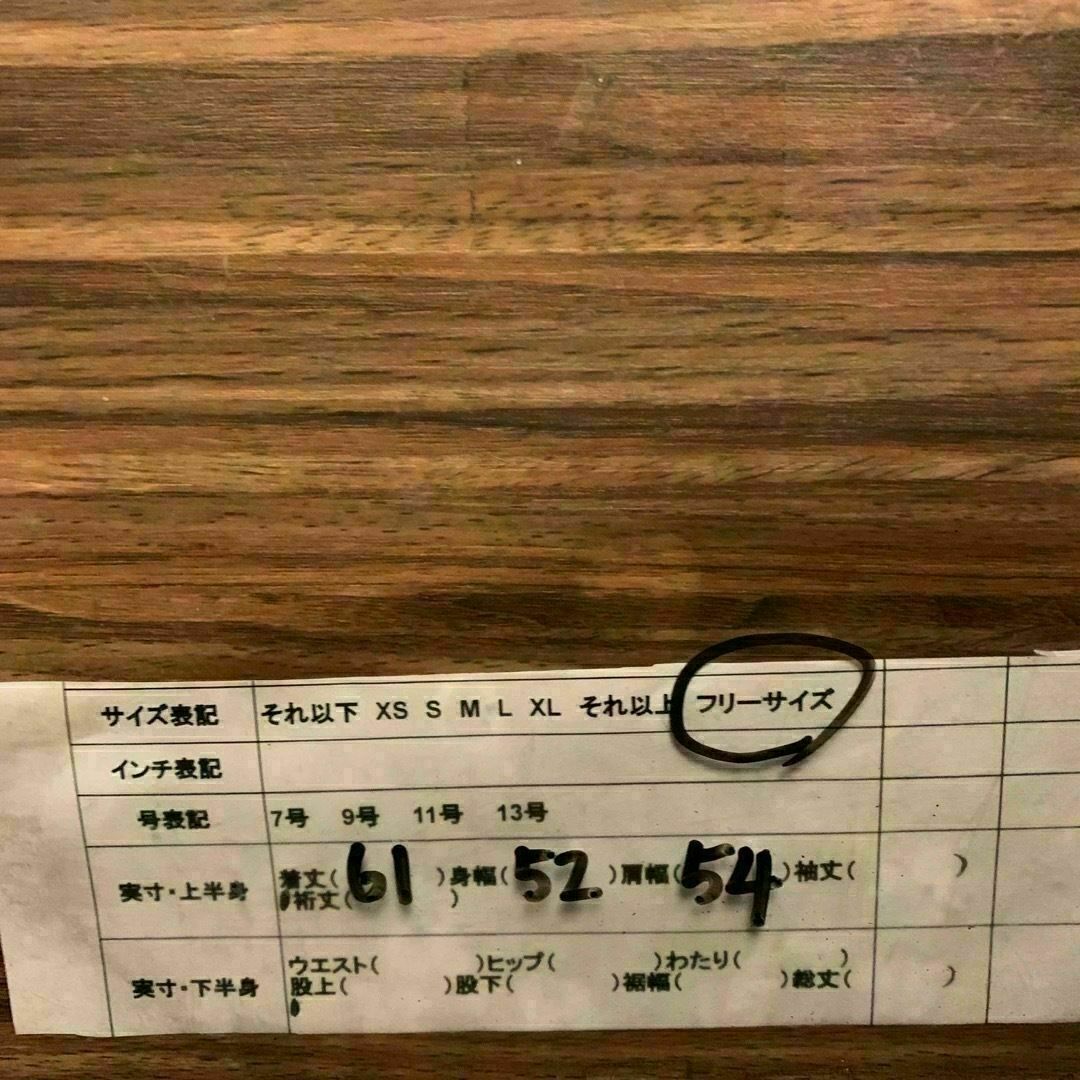 サイズ表記 それ以下 XS S M L XL それ以上 フリーサイズ
インチ表記
号表記 7号 9号 11号 13号
実寸・上半身 着丈(61)身幅(52)肩幅(54)袖丈( )
裄丈( )
実寸・下半身 ウエスト( )ヒップ( )わたり( )
股上( )股下( )裾幅( )総丈( )